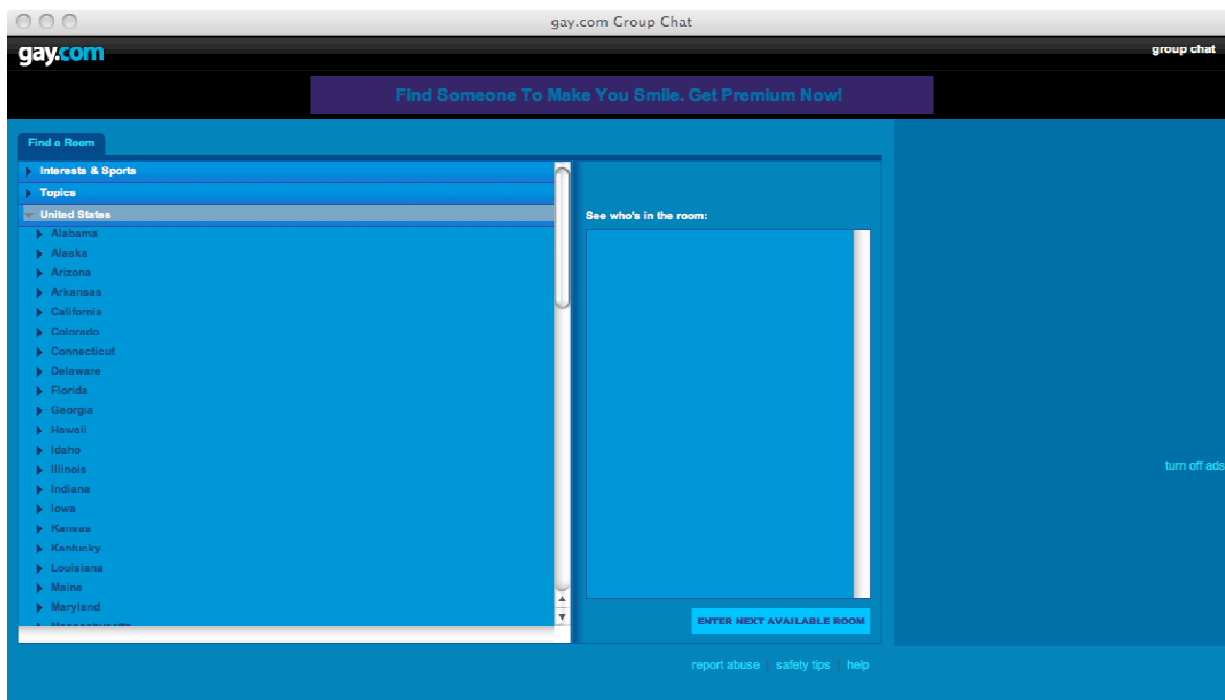 gay.com Group Chat
gay.com
group chat
Find Someone To Make You Smile. Get Premium Now!
Find a Room
Interests & Sports
Topics
United States
Alabama
Alaska
Arizona
Arkansas
California
Colorado
Connecticut
Delaware
Florida
Georgia
Hawaii
Idaho
Illinois
Indiana
Iowa
Kansas
Kentucky
Louisiana
Maine
Maryland
Massachusetts
See who's in the room:
ENTER NEXT AVAILABLE ROOM
turn off ads
report abuse | safety tips | help